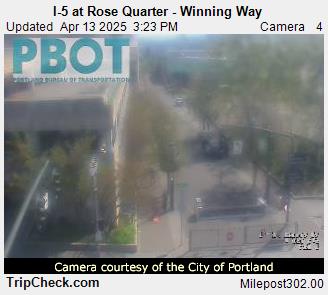 I-5 at Rose Quarter - Winning Way
Updated Apr 13 2025 3:23 PM Camera 4
PBOT
PORTLAND BUREAU OF TRANSPORTATION
Camera courtesy of the City of Portland
TripCheck.com Milepost302.00